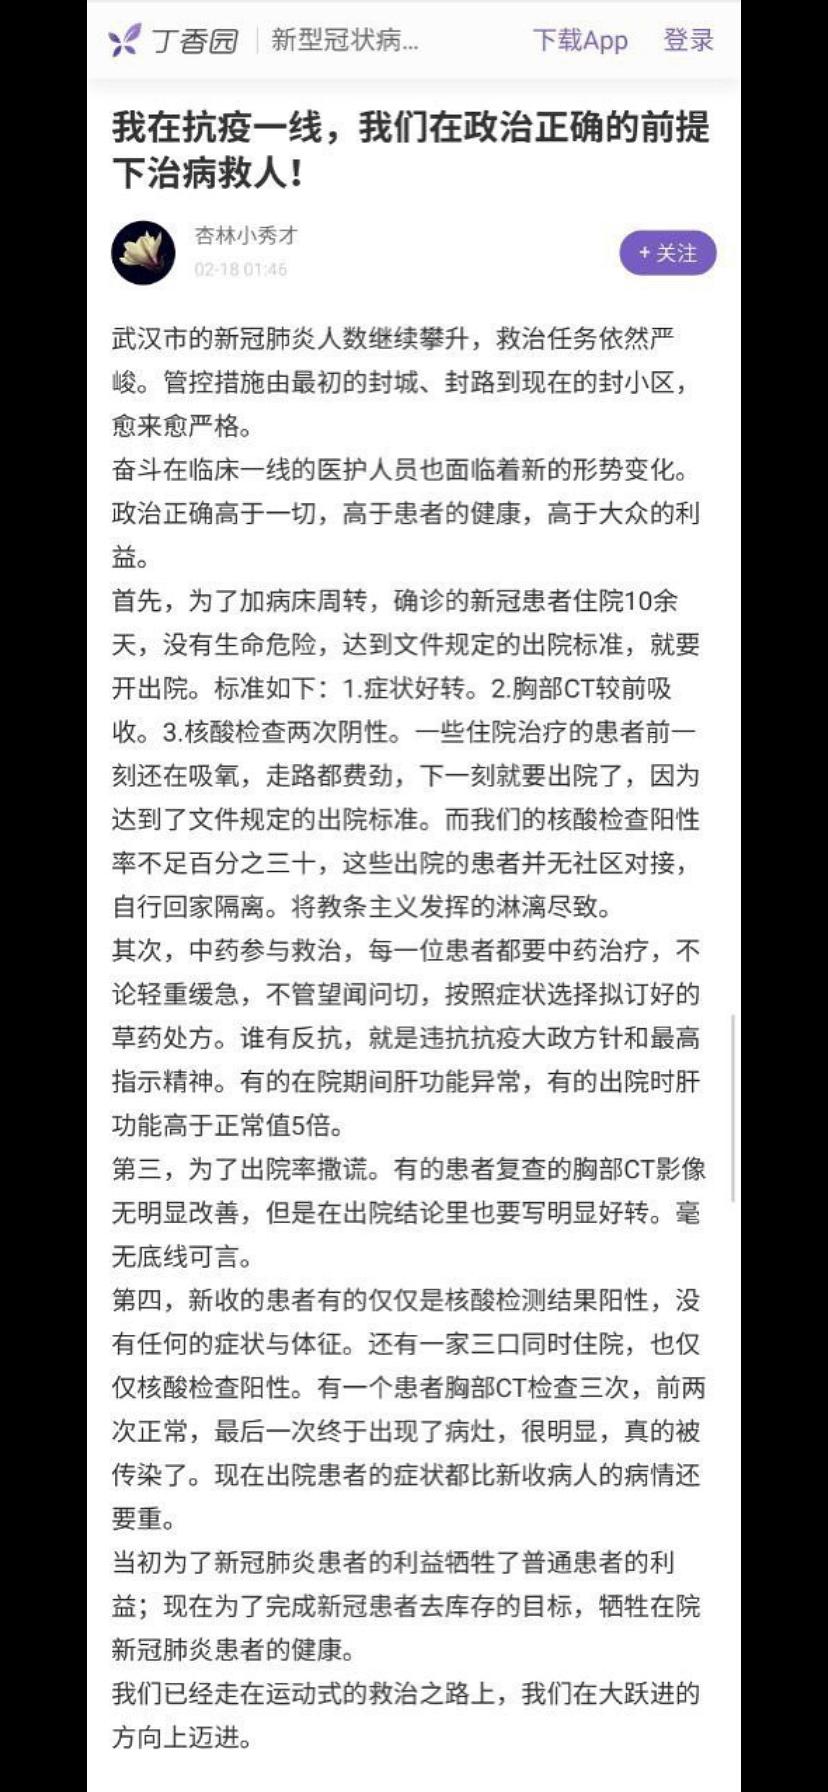 丁香园 新型冠状病... 下载App 登录
我在抗疫一线，我们在政治正确的前提
下治病救人！
杏林小秀才
02-18 01:46
+ 关注
武汉市的新冠肺炎人数继续攀升，救治任务依然严
峻。管控措施由最初的封城、封路到现在的封小区，
愈来愈严格。
奋斗在临床一线的医护人员也面临着新的形势变化。
政治正确高于一切，高于患者的健康，高于大众的利
益。
首先，为了加病床周转，确诊的新冠患者住院10余
天，没有生命危险，达到文件规定的出院标准，就要
开出院。标准如下：1.症状好转。2.胸部CT较前吸
收。3.核酸检查两次阴性。一些住院治疗的患者前一
刻还在吸氧，走路都费劲，下一刻就要出院了，因为
达到了文件规定的出院标准。而我们的核酸检查阳性
率不足百分之三十，这些出院的患者并无社区对接，
自行回家隔离。将教条主义发挥的淋漓尽致。
其次，中药参与救治，每一位患者都要中药治疗，不
论轻重缓急，不管望闻问切，按照症状选择拟订好的
草药处方。谁有反抗，就是违抗抗疫大政方针和最高
指示精神。有的在院期间肝功能异常，有的出院时肝
功能高于正常值5倍。
第三，为了出院率撒谎。有的患者复查的胸部CT影像
无明显改善，但是在出院结论里也要写明显好转。毫
无底线可言。
第四，新收的患者有的仅仅是核酸检测结果阳性，没
有任何的症状与体征。还有一家三口同时住院，也仅
仅核酸检查阳性。有一个患者胸部CT检查三次，前两
次正常，最后一次终于出现了病灶，很明显，真的被
传染了。现在出院患者的症状都比新收病人的病情还
要重。
当初为了新冠肺炎患者的利益牺牲了普通患者的利
益；现在为了完成新冠患者去库存的目标，牺牲在院
新冠肺炎患者的健康。
我们已经走在运动式的救治之路上，我们在大跃进的
方向上迈进。